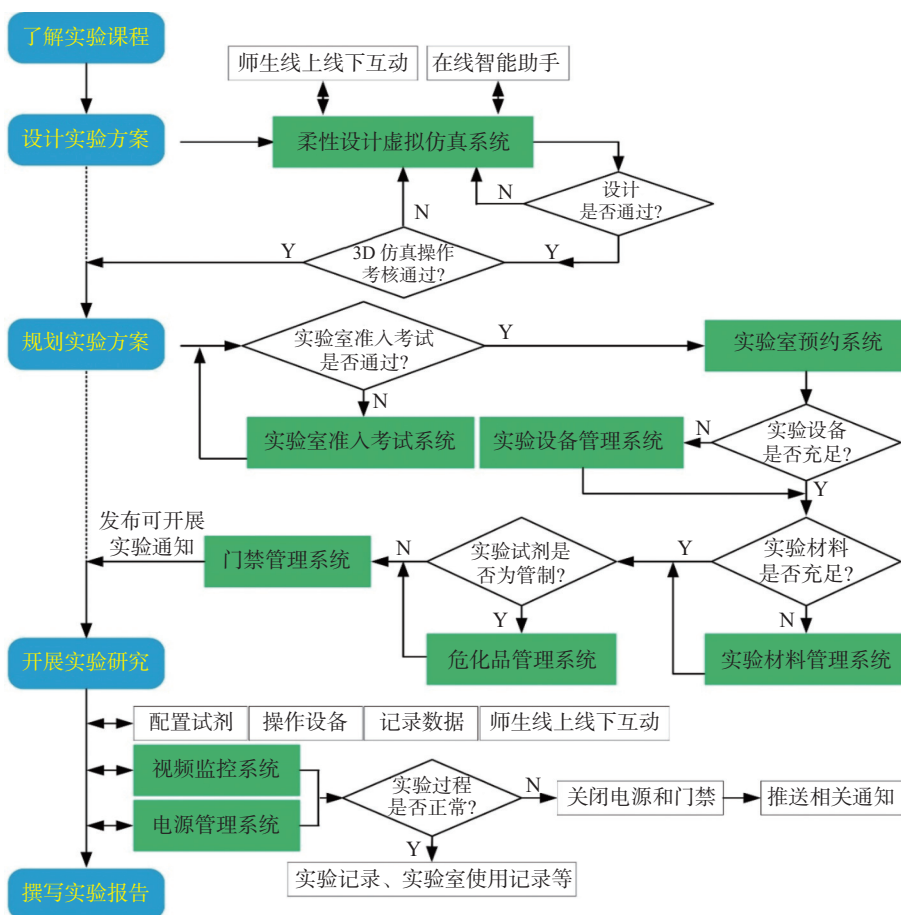 了解实验课程
师生线上线下互动
在线智能助手
设计实验方案
柔性设计虚拟仿真系统
设计
是否通过?
N
N
3D 仿真操作
考核通过?
Y
Y
规划实验方案
实验室准入考试
是否通过?
Y
实验室预约系统
N
实验室准入考试系统
实验设备管理系统
N
实验设备
是否充足?
Y
发布可开展
实验通知
门禁管理系统
N
实验试剂是
否为管制?
Y
实验材料
是否充足?
Y
N
开展实验研究
危化品管理系统
实验材料管理系统
配置试剂
操作设备
记录数据
师生线上线下互动
视频监控系统
电源管理系统
实验过程
是否正常?
N
关闭电源和门禁
推送相关通知
Y
实验记录、实验室使用记录等
撰写实验报告